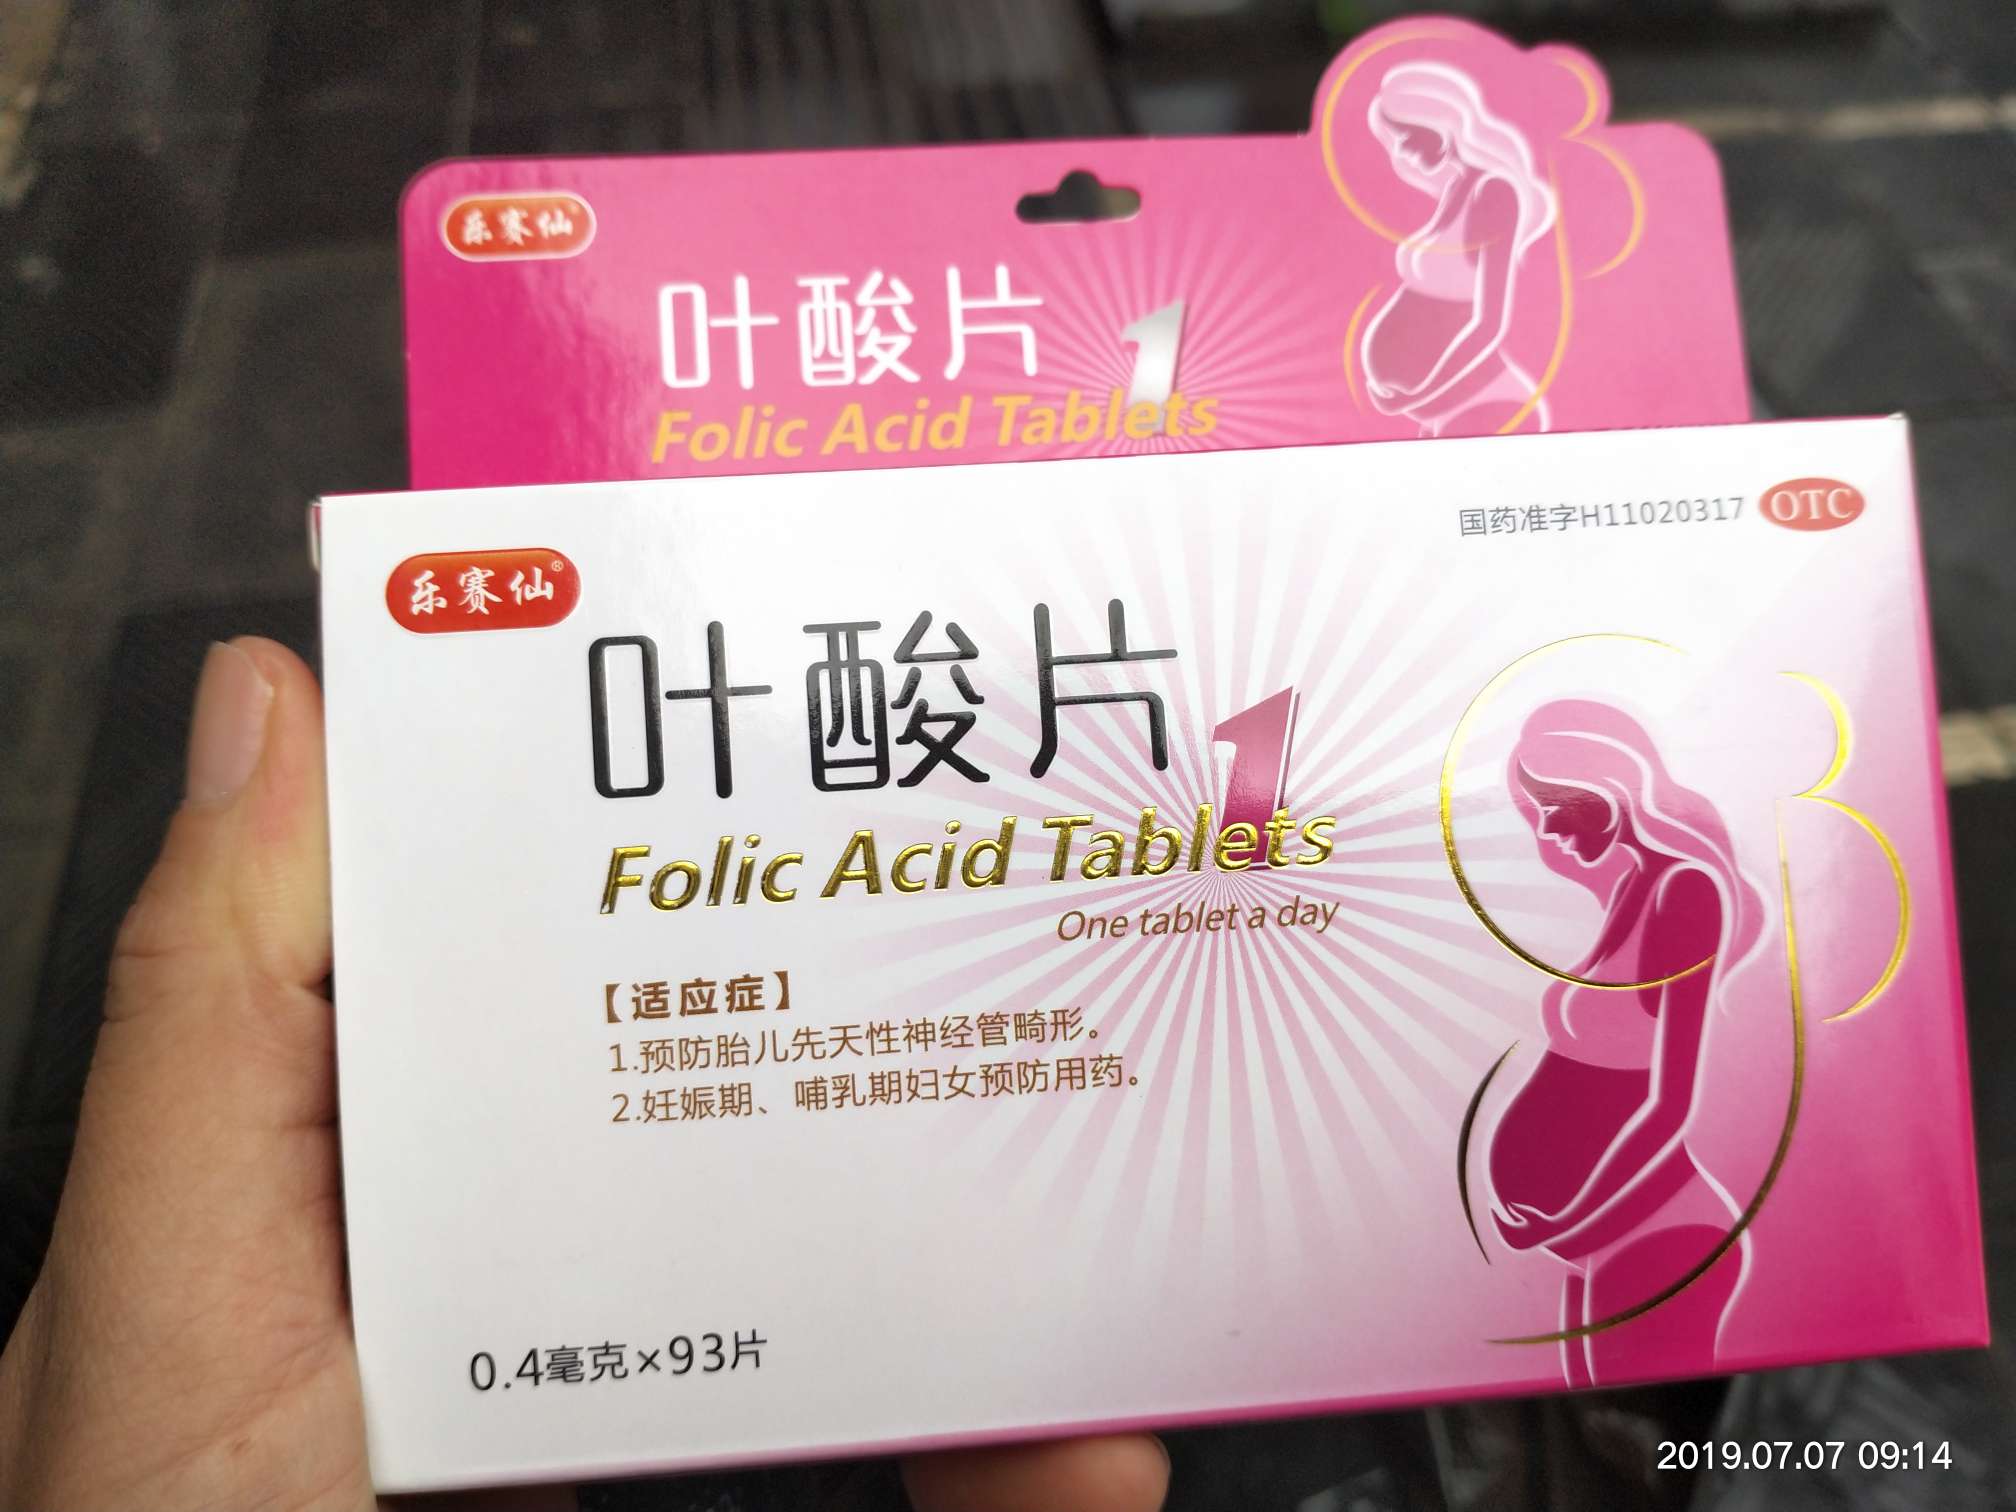 乐赛仙
叶酸片 1
Folic Acid Tablets
国药准字H11020317 OTC
乐赛仙®
叶酸片 1
Folic Acid Tablets
One tablet a day
【适应症】
1.预防胎儿先天性神经管畸形。
2.妊娠期、哺乳期妇女预防用药。
0.4毫克×93片
2019.07.07 09:14